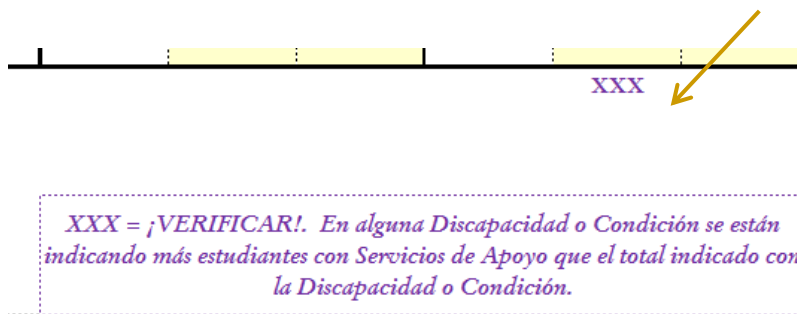 XXX
XXX = ¡VERIFICAR!. En alguna Discapacidad o Condición se están
indicando más estudiantes con Servicios de Apoyo que el total indicado con
la Discapacidad o Condición.